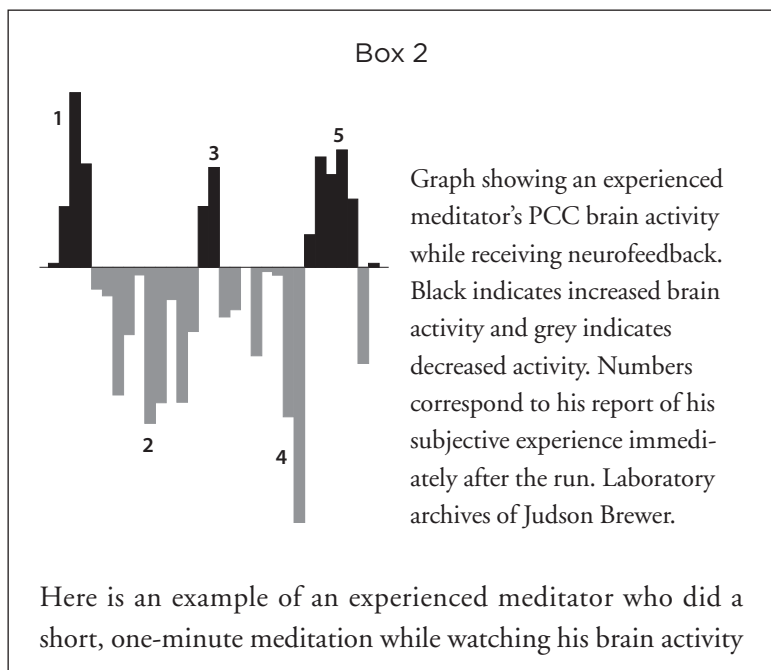 Box 2
1
3
5
2
4
Graph showing an experienced
meditator’s PCC brain activity
while receiving neurofeedback.
Black indicates increased brain
activity and grey indicates
decreased activity. Numbers
correspond to his report of his
subjective experience immedi-
ately after the run. Laboratory
archives of Judson Brewer.
Here is an example of an experienced meditator who did a
short, one-minute meditation while watching his brain activity